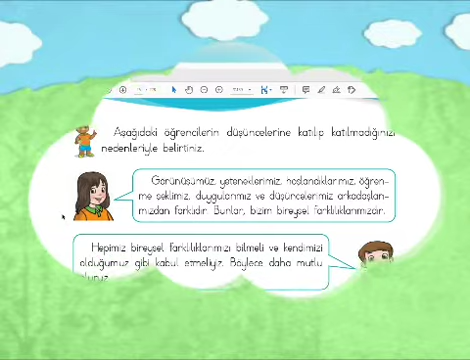 Aşağıdaki öğrencilerin düşüncelerine katılıp katılmadığınızı
nedenleriyle belirtiniz.
Görünüşümüz, yeteneklerimiz, hoşlandıklarımız, öğren-
me şeklimiz, duygularımız ve düşüncelerimiz arkadaşları-
mızdan farklıdır. Bunlar, bizim bireysel farklılıklarımızdır.
Hepimiz bireysel farklılıklarımızı bilmeli ve kendimizi
olduğumuz gibi kabul etmeliyiz. Böylece daha mutlu
oluruz.